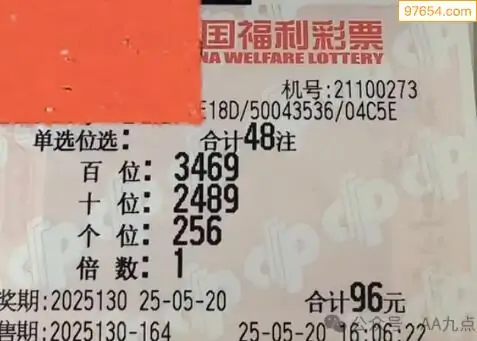 97654.com
国福利彩票
NA WELFARE LOTTERY
机号:21100273
E18D/50043536/04C5E
单选位选: 合计48注
百位: 3469
十位: 2489
个位: 256
倍数: 1
奖期:2025130 25-05-20 合计96元
售期:2025130-164 25-05-20 16:06:22
公众号 AA九点